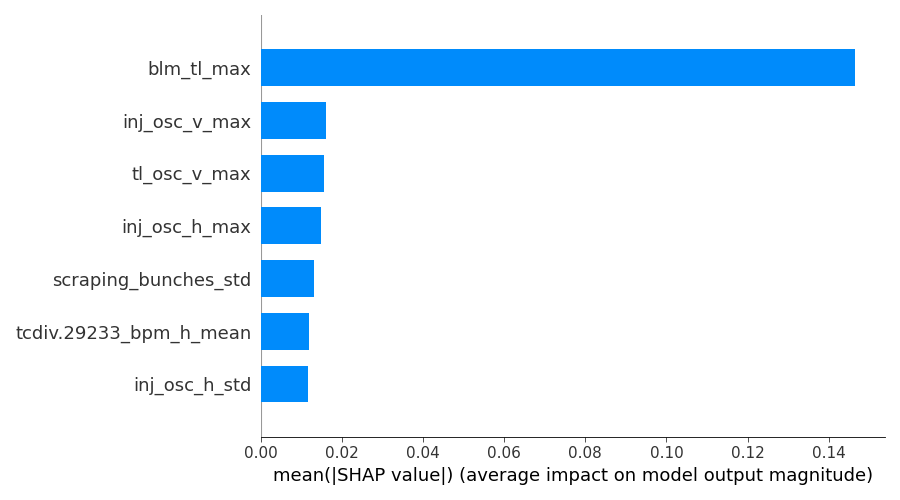 blm_tl_max
inj_osc_v_max
tl_osc_v_max
inj_osc_h_max
scraping_bunches_std
tcdiv.29233_bpm_h_mean
inj_osc_h_std
0.00 0.02 0.04 0.06 0.08 0.10 0.12 0.14
mean(|SHAP value|) (average impact on model output magnitude)